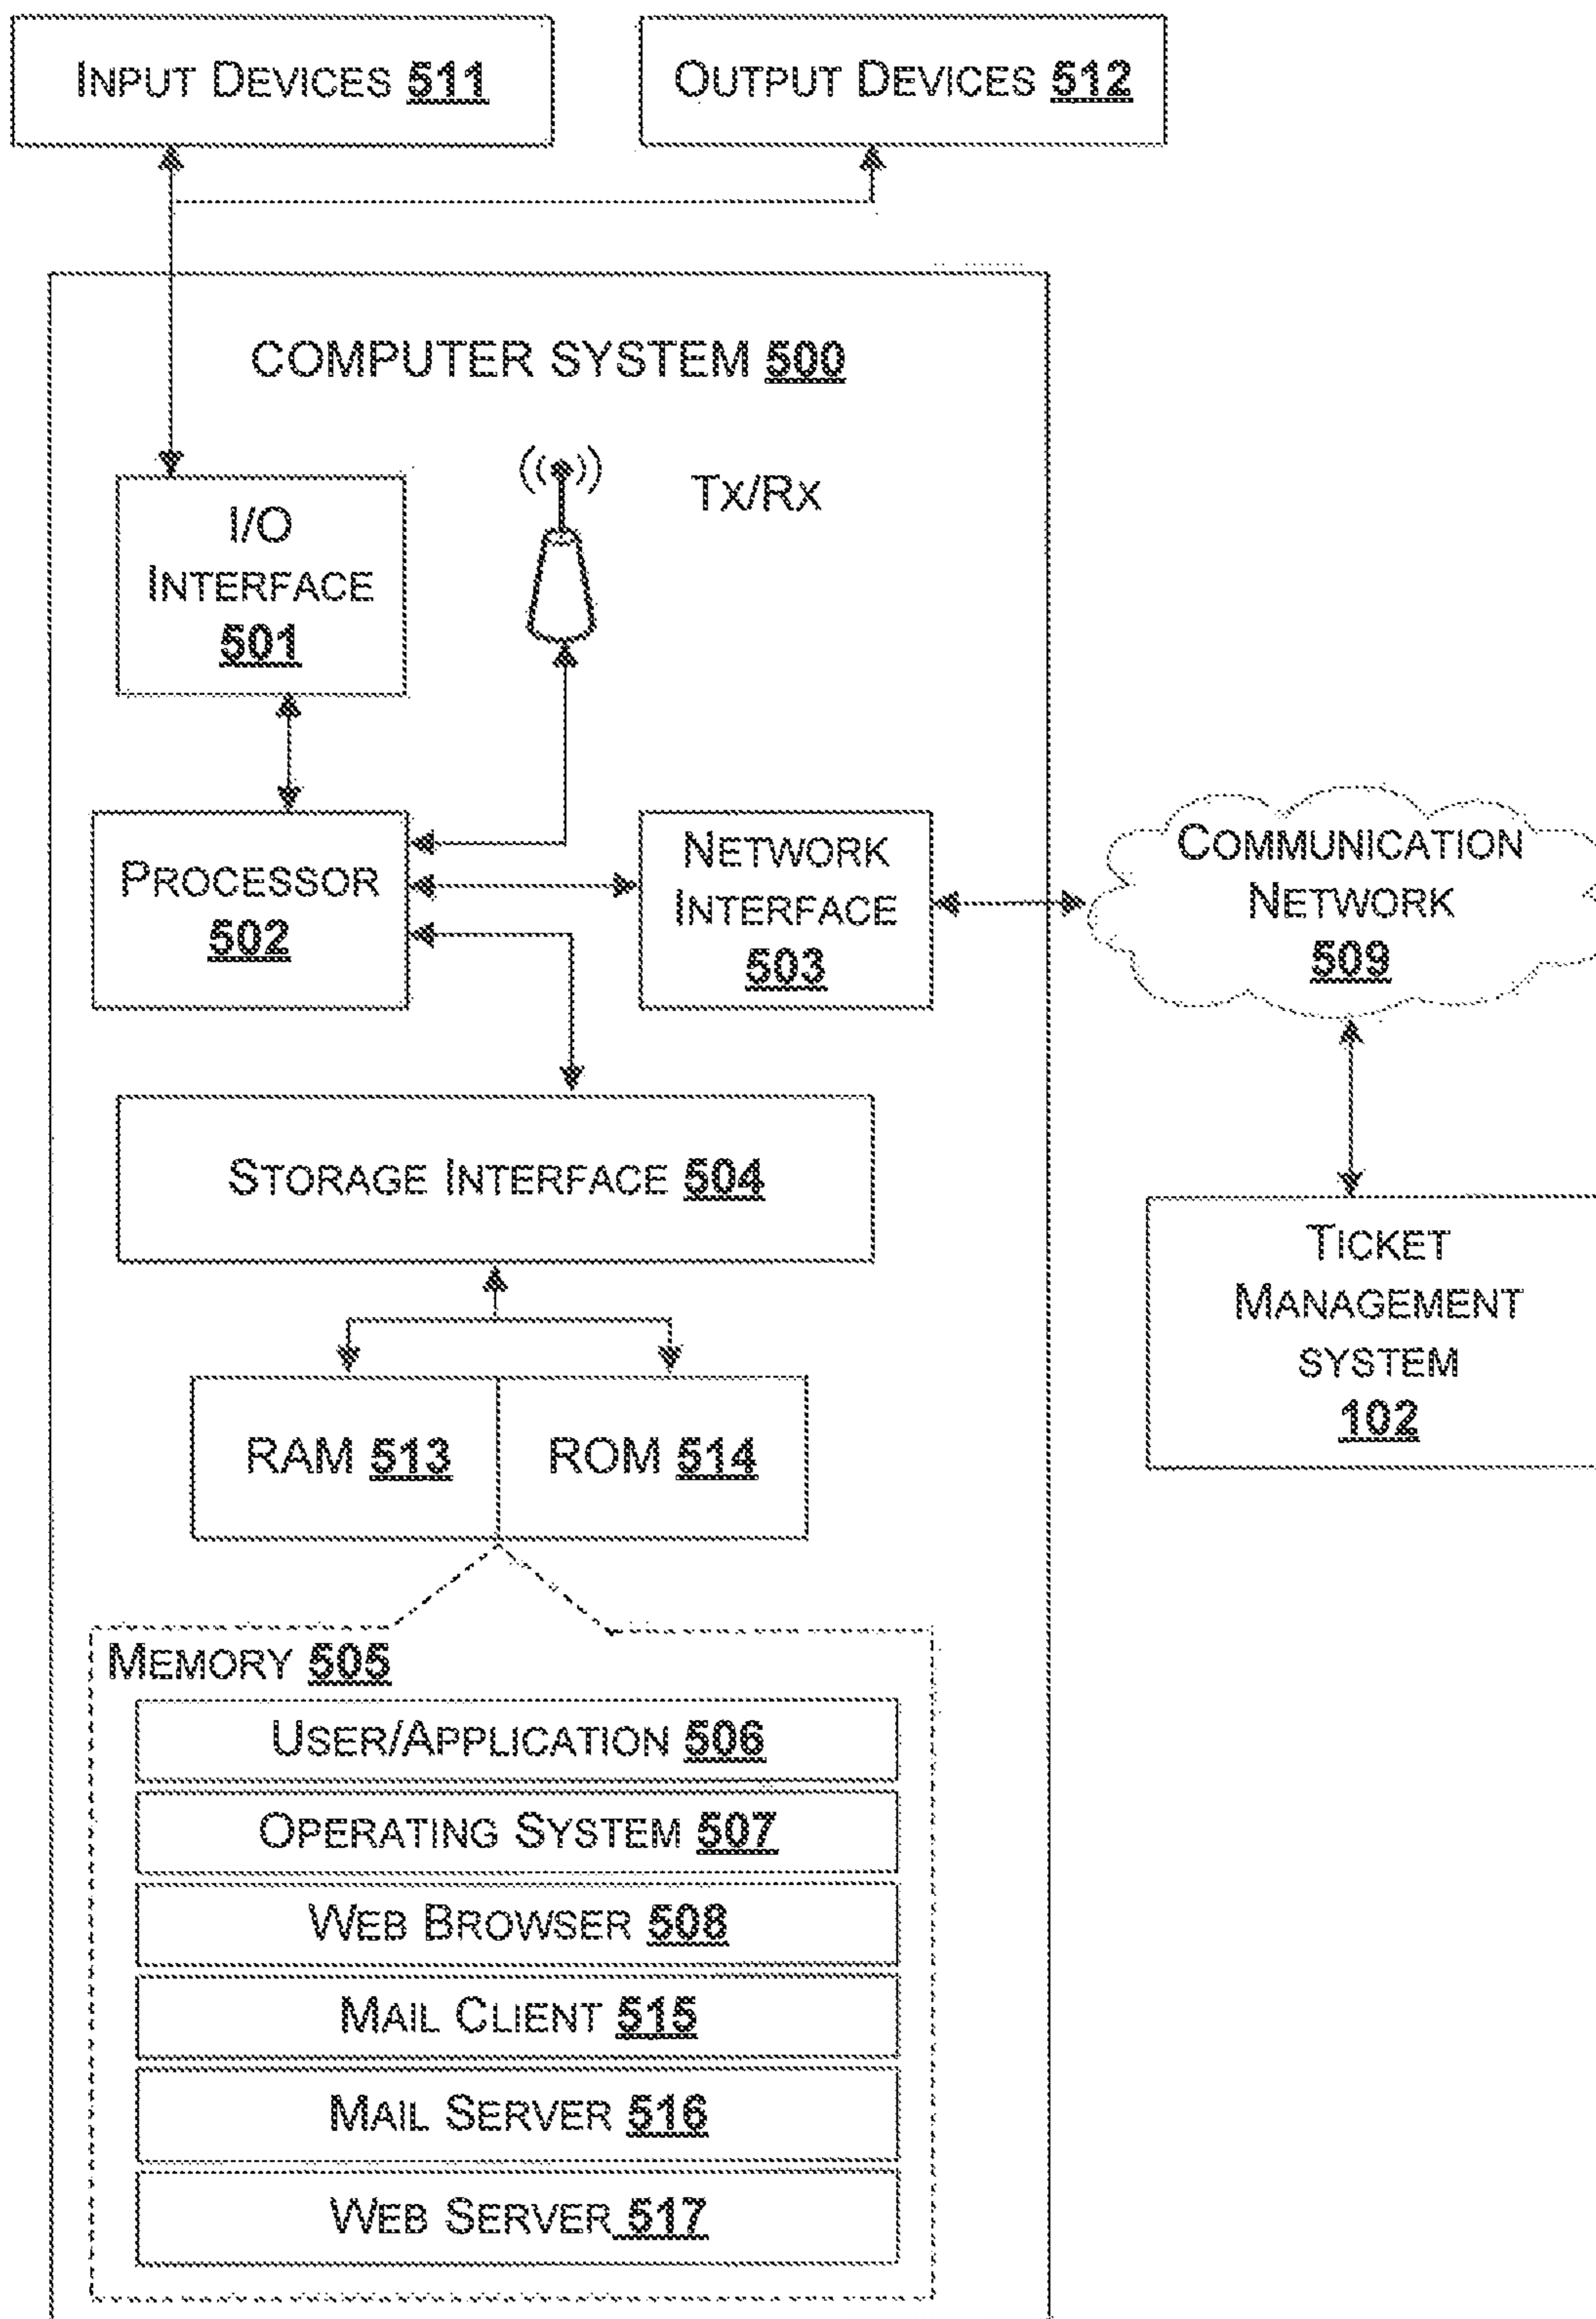 INPUT DEVICES 511
OUTPUT DEVICES 512
COMPUTER SYSTEM 500
I/O
INTERFACE
501
Tx/Rx
PROCESSOR
502
NETWORK
INTERFACE
503
COMMUNICATION
NETWORK
509
STORAGE INTERFACE 504
TICKET
MANAGEMENT
SYSTEM
102
RAM 513
ROM 514
MEMORY 505
USER/APPLICATION 506
OPERATING SYSTEM 507
WEB BROWSER 508
MAIL CLIENT 515
MAIL SERVER 516
WEB SERVER 517